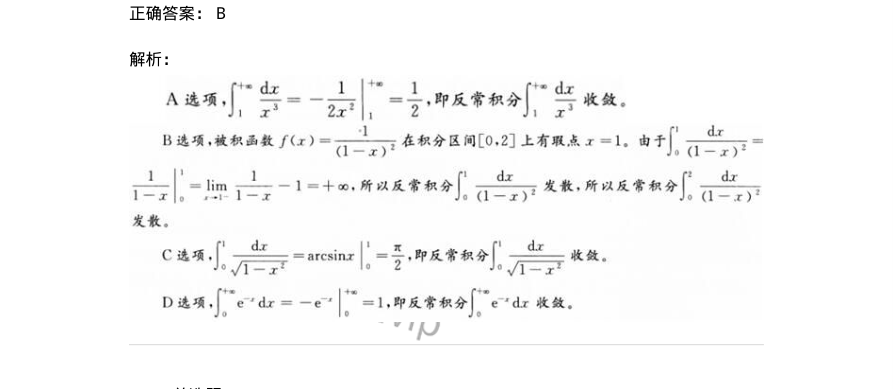 正确答案： B
解析：
A 选项，∫₁^{+∞} dx/x³ = −1/(2x²) |₁^{+∞} = 1/2，即反常积分∫₁^{+∞} dx/x³ 收敛。
B 选项，被积函数 f(x)=1/(1−x)² 在积分区间[0,2]上有瑕点 x=1。由于∫₀¹ dx/(1−x)² =
1/(1−x) |₀¹ = lim_{x→1−} 1/(1−x) −1=+∞，所以反常积分∫₀¹ dx/(1−x)² 发散，所以反常积分∫₀² dx/(1−x)²
发散。
C 选项，∫₀¹ dx/√(1−x²) = arcsinx |₀¹ = π/2，即反常积分∫₀¹ dx/√(1−x²) 收敛。
D 选项，∫₀^{+∞} e^{−x} dx = −e^{−x} |₀^{+∞} =1，即反常积分∫₀^{+∞} e^{−x} dx 收敛。